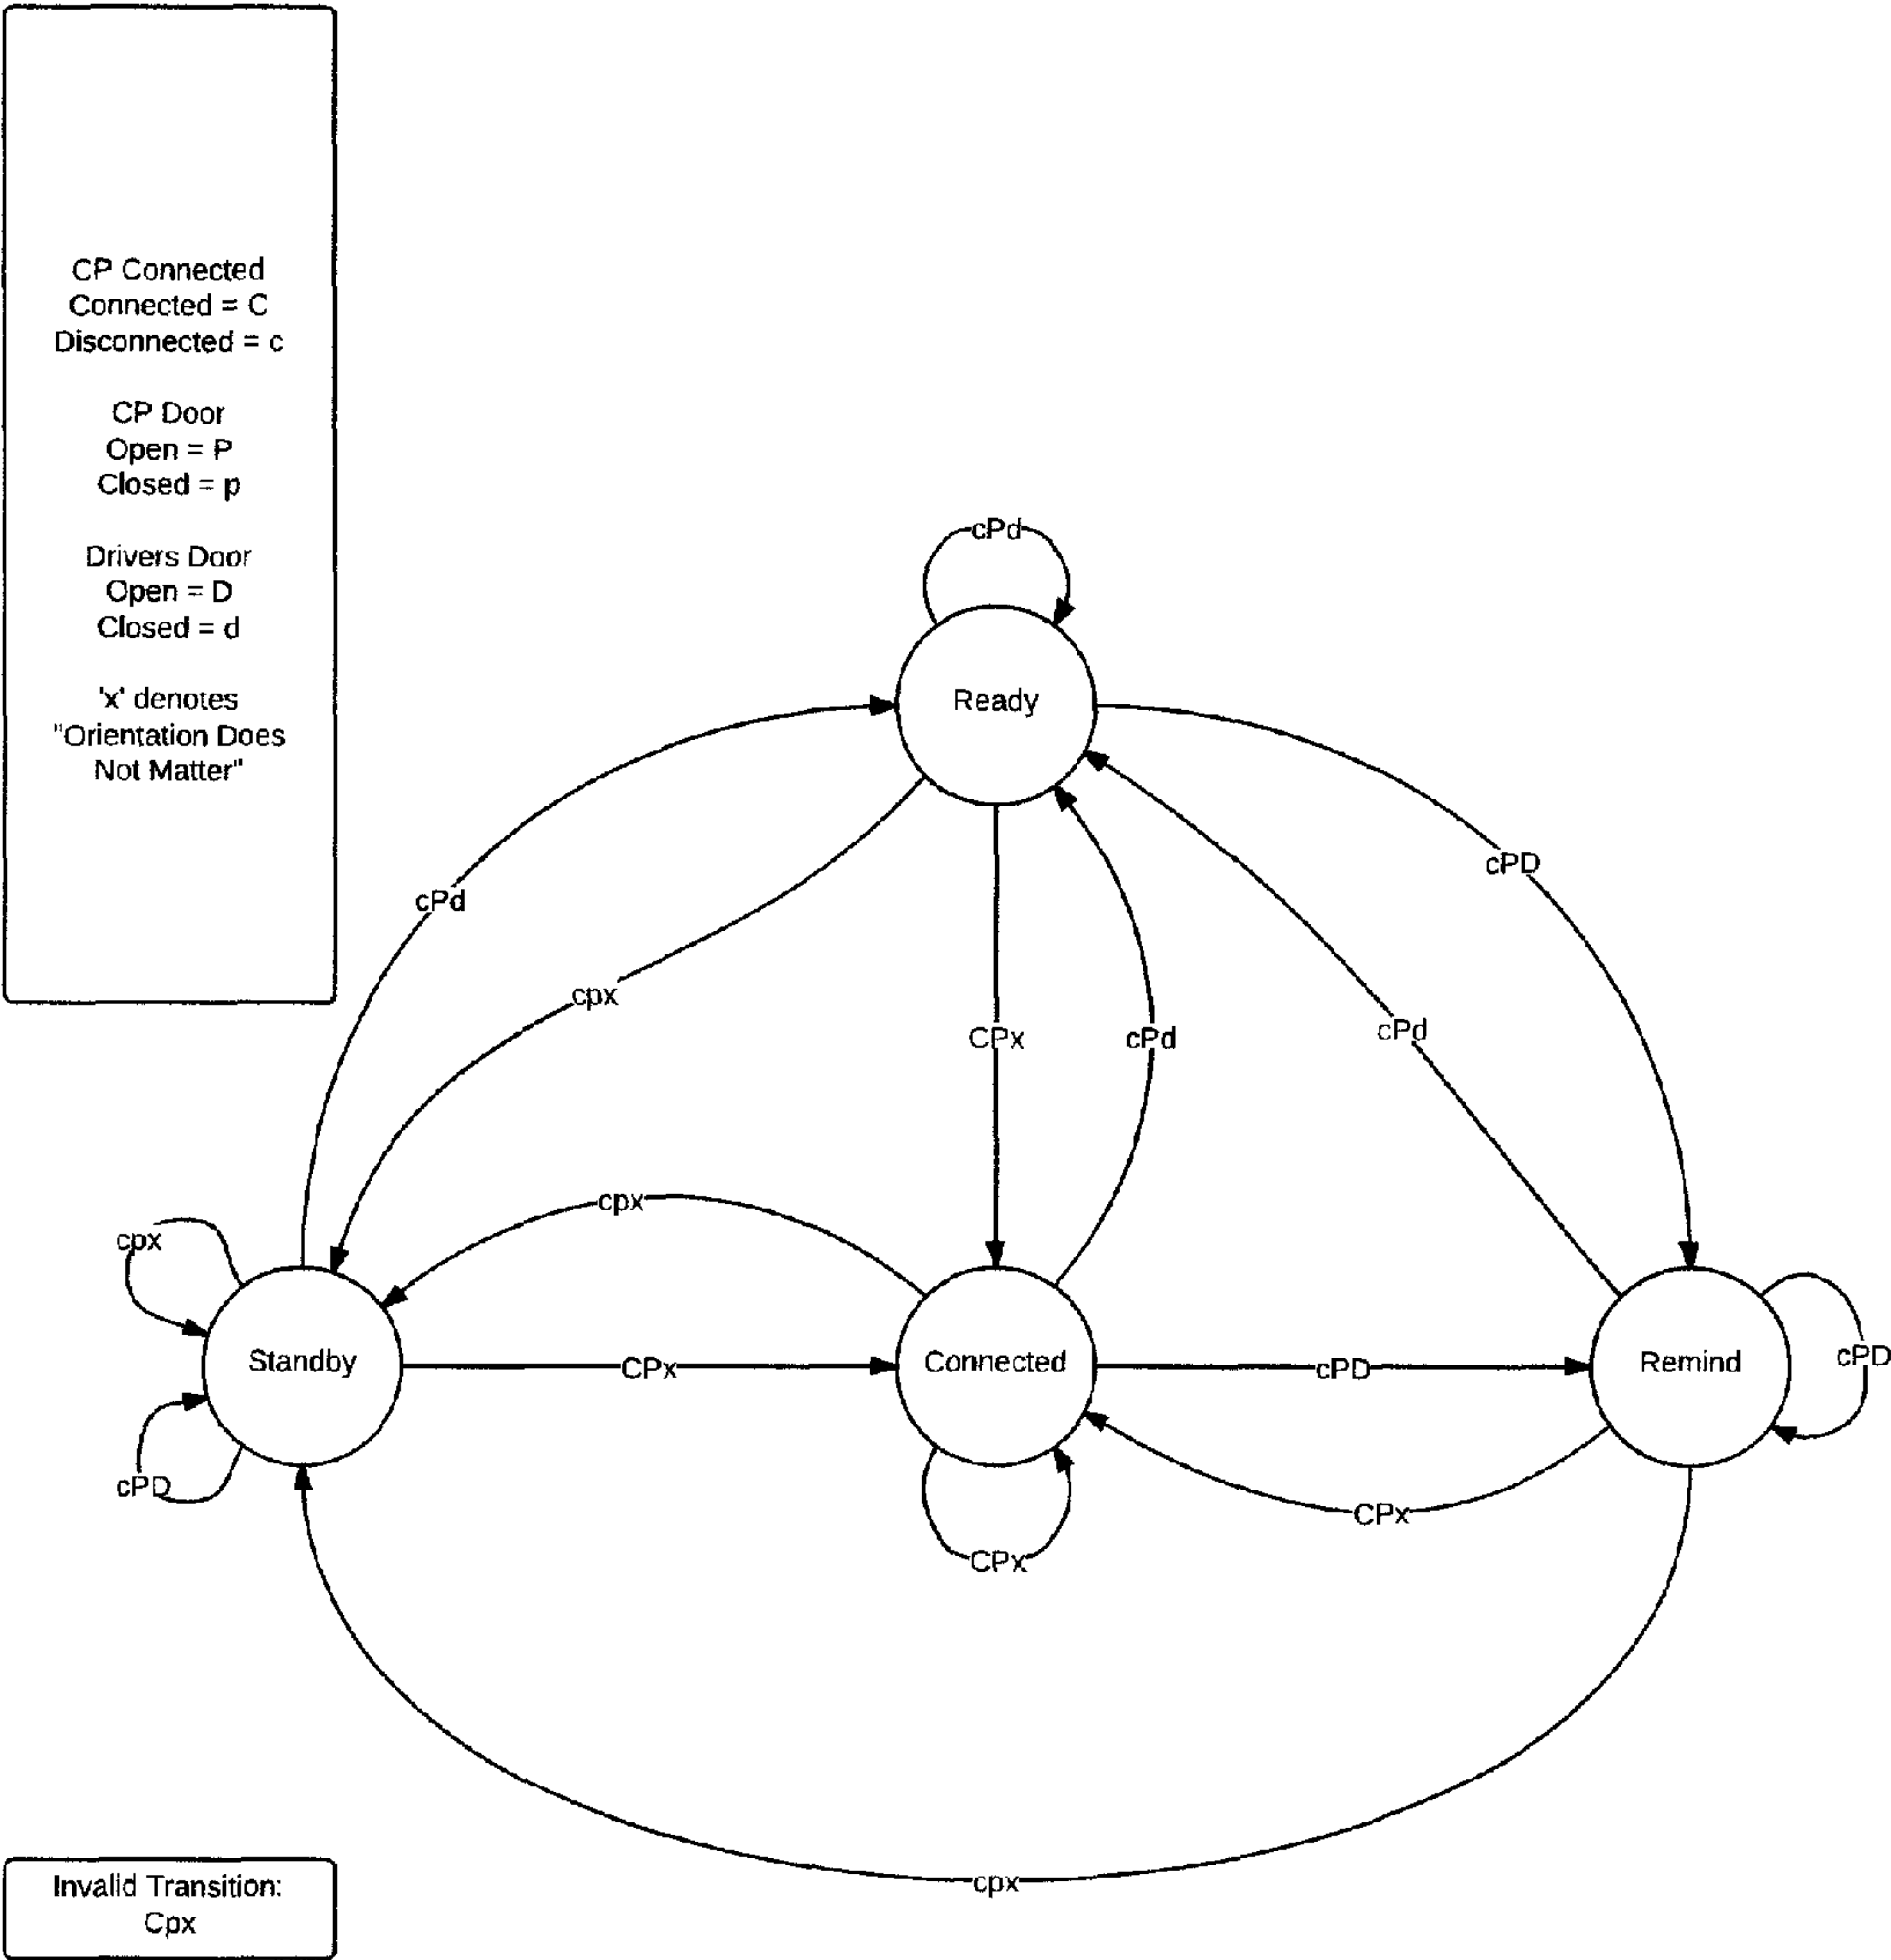 CP Connected
Connected = C
Disconnected = c
CP Door
Open = P
Closed = p
Drivers Door
Open = D
Closed = d
'x' denotes
"Orientation Does
Not Matter"
cPd
Ready
cPD
cPd
cpx
cPd
CPx
cPd
cpx
cpx
Standby
CPx
Connected
cPD
Remind
cPD
cPD
CPx
CPx
cpx
Invalid Transition:
Cpx